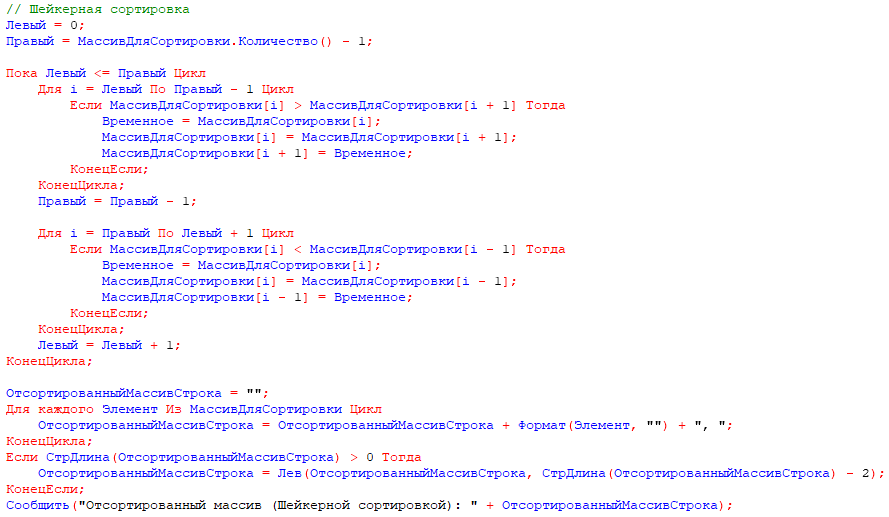 // Шейкерная сортировка
Левый = 0;
Правый = МассивДляСортировки.Количество() - 1;
Пока Левый <= Правый Цикл
Для i = Левый По Правый - 1 Цикл
Если МассивДляСортировки[i] > МассивДляСортировки[i + 1] Тогда
Временное = МассивДляСортировки[i];
МассивДляСортировки[i] = МассивДляСортировки[i + 1];
МассивДляСортировки[i + 1] = Временное;
КонецЕсли;
КонецЦикла;
Правый = Правый - 1;
Для i = Правый По Левый + 1 Цикл
Если МассивДляСортировки[i] < МассивДляСортировки[i - 1] Тогда
Временное = МассивДляСортировки[i];
МассивДляСортировки[i] = МассивДляСортировки[i - 1];
МассивДляСортировки[i - 1] = Временное;
КонецЕсли;
КонецЦикла;
Левый = Левый + 1;
КонецЦикла;
ОтсортированныйМассивСтрока = "";
Для каждого Элемент Из МассивДляСортировки Цикл
ОтсортированныйМассивСтрока = ОтсортированныйМассивСтрока + Формат(Элемент, "") + ", ";
КонецЦикла;
Если СтрДлина(ОтсортированныйМассивСтрока) > 0 Тогда
ОтсортированныйМассивСтрока = Лев(ОтсортированныйМассивСтрока, СтрДлина(ОтсортированныйМассивСтрока) - 2);
КонецЕсли;
Сообщить("Отсортированный массив (Шейкерной сортировкой): " + ОтсортированныйМассивСтрока);